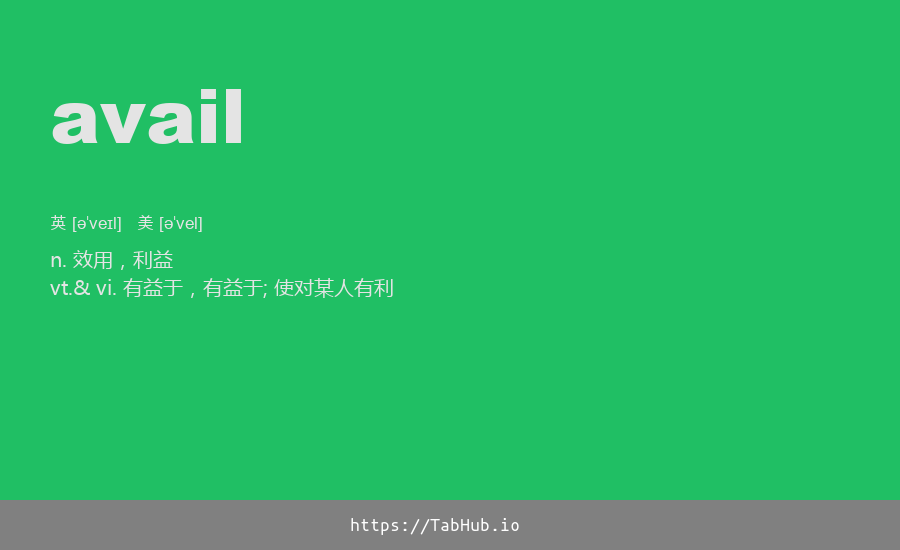 avail
英 [ə'veɪl] 美 [ə'vel]
n. 效用，利益
vt.& vi. 有益于，有益于; 使对某人有利
https://TabHub.io